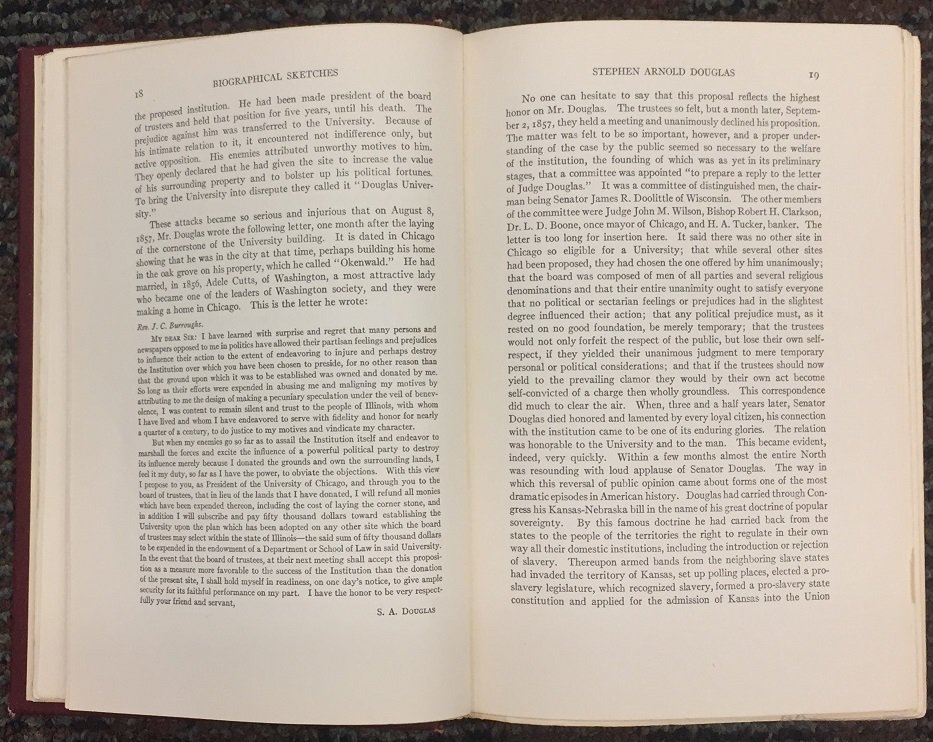 18
BIOGRAPHICAL SKETCHES
the proposed institution. He had been made president of the board
of trustees and held that position for five years, until his death. The
prejudice against him was transferred to the University. Because of
his intimate relation to it, it encountered not indifference only, but
active opposition. His enemies attributed unworthy motives to him.
They openly declared that he had given the site to increase the value
of his surrounding property and to bolster up his political fortunes.
To bring the University into disrepute they called it "Douglas Univer-
sity."
These attacks became so serious and injurious that on August 8,
1857, Mr. Douglas wrote the following letter, one month after the laying
of the cornerstone of the University building. It is dated in Chicago
showing that he was in the city at that time, perhaps building his home
in the oak grove on his property, which he called "Okenwald." He had
married, in 1856, Adele Cutts, of Washington, a most attractive lady
who became one of the leaders of Washington society, and they were
making a home in Chicago. This is the letter he wrote:
Rev. J. C. Burroughs.
MY DEAR SIR: I have learned with surprise and regret that many persons and
newspapers opposed to me in politics have allowed their partisan feelings and prejudices
to influence their action to the extent of endeavoring to injure and perhaps destroy
the Institution over which you have been chosen to preside, for no other reason than
that the ground upon which it was to be established was owned and donated by me.
So long as their efforts were expended in abusing me and maligning my motives by
attributing to me the design of making a pecuniary speculation under the veil of benev-
olence, I was content to remain silent and trust to the people of Illinois, with whom
I have lived and whom I have endeavored to serve with fidelity and honor for nearly
a quarter of a century, to do justice to my motives and vindicate my character.
But when my enemies go so far as to assail the Institution itself and endeavor to
marshall the forces and excite the influence of a powerful political party to destroy
its influence merely because I donated the grounds and own the surrounding lands, I
feel it my duty, so far as I have the power, to obviate the objections. With this view
I propose to you, as President of the University of Chicago, and through you to the
board of trustees, that in lieu of the lands that I have donated, I will refund all monies
which have been expended thereon, including the cost of laying the corner stone, and
in addition I will subscribe and pay fifty thousand dollars toward establishing the
University upon the plan which has been adopted on any other site which the board
of trustees may select within the state of Illinois—the said sum of fifty thousand dollars
to be expended in the endowment of a Department or School of Law in said University.
In the event that the board of trustees, at their next meeting shall accept this proposi-
tion as a measure more favorable to the success of the Institution than the donation
of the present site, I shall hold myself in readiness, on one day's notice, to give ample
security for its faithful performance on my part. I have the honor to be very respect-
fully your friend and servant,
S. A. DOUGLAS
STEPHEN ARNOLD DOUGLAS
19
No one can hesitate to say that this proposal reflects the highest
honor on Mr. Douglas. The trustees so felt, but a month later, Septem-
ber 2, 1857, they held a meeting and unanimously declined his proposition.
The matter was felt to be so important, however, and a proper under-
standing of the case by the public seemed so necessary to the welfare
of the institution, the founding of which was as yet in its preliminary
stages, that a committee was appointed "to prepare a reply to the letter
of Judge Douglas." It was a committee of distinguished men, the chair-
man being Senator James R. Doolittle of Wisconsin. The other members
of the committee were Judge John M. Wilson, Bishop Robert H. Clarkson,
Dr. L. D. Boone, once mayor of Chicago, and H. A. Tucker, banker. The
letter is too long for insertion here. It said there was no other site in
Chicago so eligible for a University; that while several other sites
had been proposed, they had chosen the one offered by him unanimously;
that the board was composed of men of all parties and several religious
denominations and that their entire unanimity ought to satisfy everyone
that no political or sectarian feelings or prejudices had in the slightest
degree influenced their action; that any political prejudice must, as it
rested on no good foundation, be merely temporary; that the trustees
would not only forfeit the respect of the public, but lose their own self-
respect, if they yielded their unanimous judgment to mere temporary
personal or political considerations; and that if the trustees should now
yield to the prevailing clamor they would by their own act become
self-convicted of a charge then wholly groundless. This correspondence
did much to clear the air. When, three and a half years later, Senator
Douglas died honored and lamented by every loyal citizen, his connection
with the institution came to be one of its enduring glories. The relation
was honorable to the University and to the man. This became evident,
indeed, very quickly. Within a few months almost the entire North
was resounding with loud applause of Senator Douglas. The way in
which this reversal of public opinion came about forms one of the most
dramatic episodes in American history. Douglas had carried through Con-
gress his Kansas-Nebraska bill in the name of his great doctrine of popular
sovereignty. By this famous doctrine he had carried back from the
states to the people of the territories the right to regulate in their own
way all their domestic institutions, including the introduction or rejection
of slavery. Thereupon armed bands from the neighboring slave states
had invaded the territory of Kansas, set up polling places, elected a pro-
slavery legislature, which recognized slavery, formed a pro-slavery state
constitution and applied for the admission of Kansas into the Union